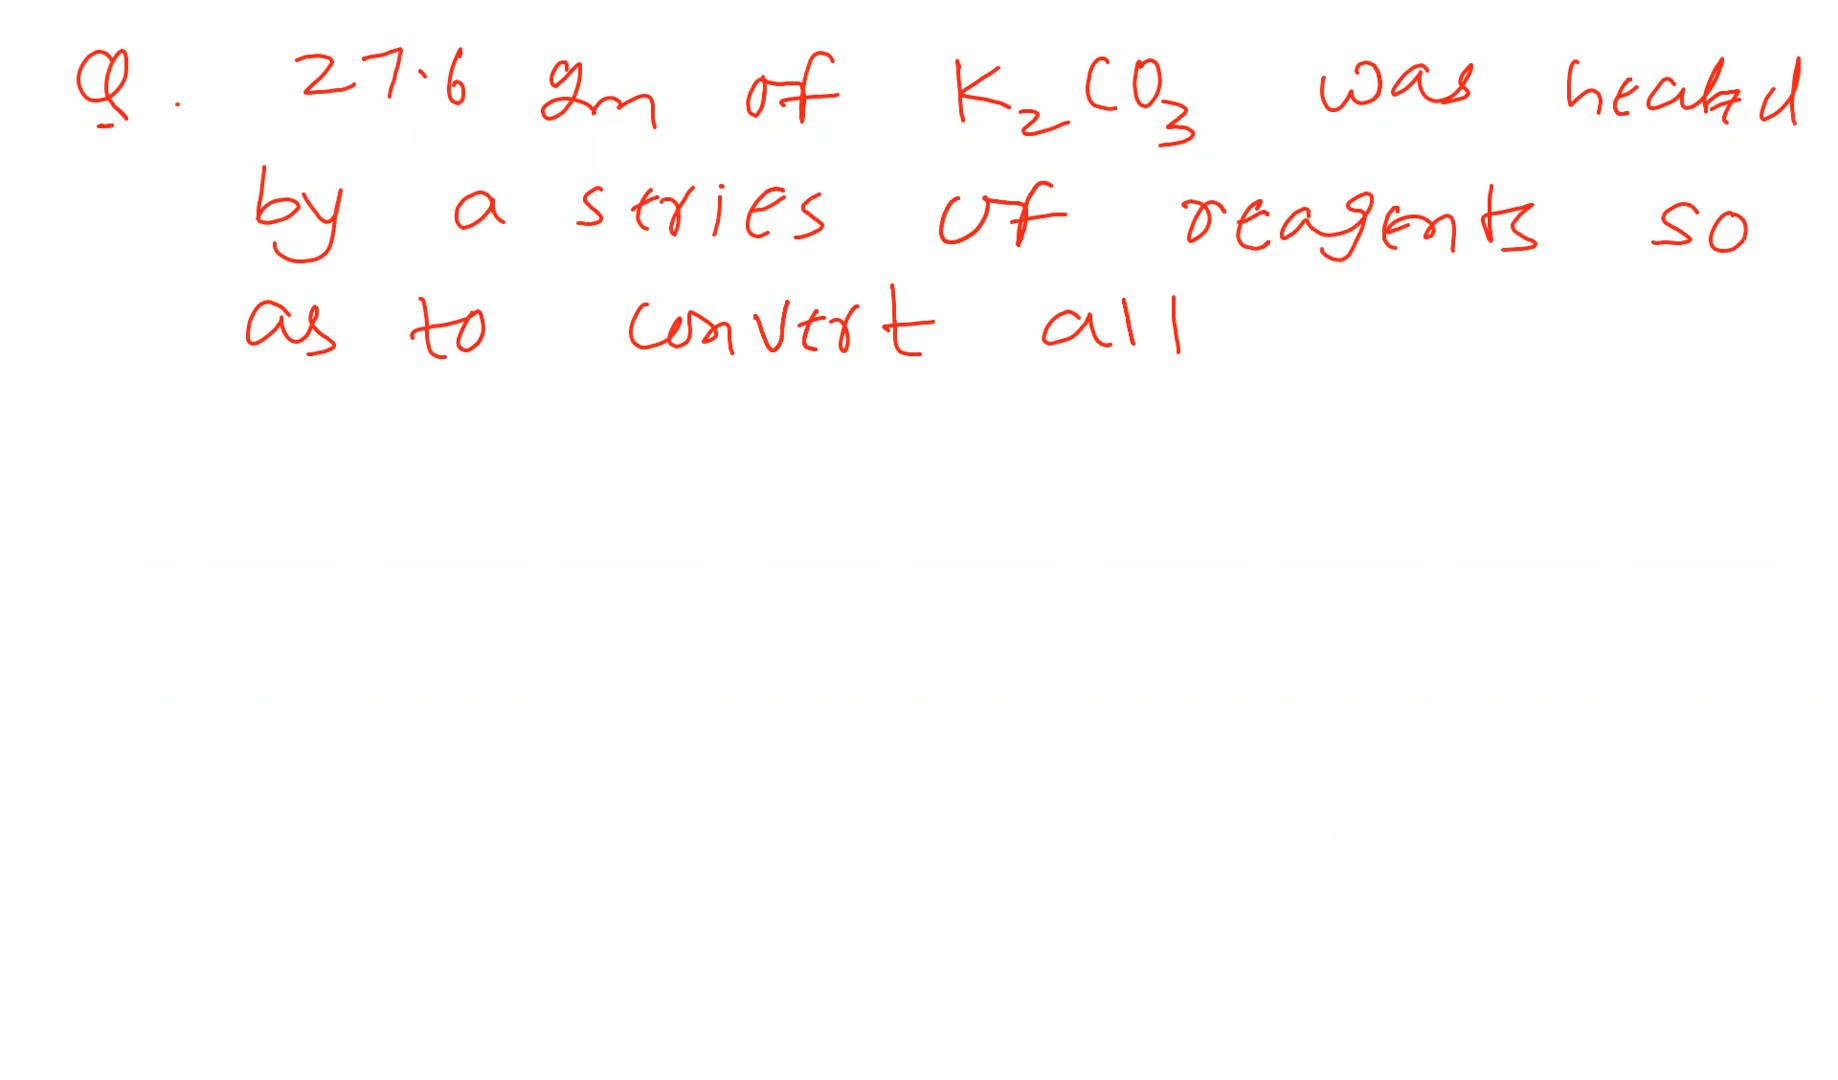 Q. 27.6 gm of K₂CO₃ was heated
by a series of reagents so
as to convert all